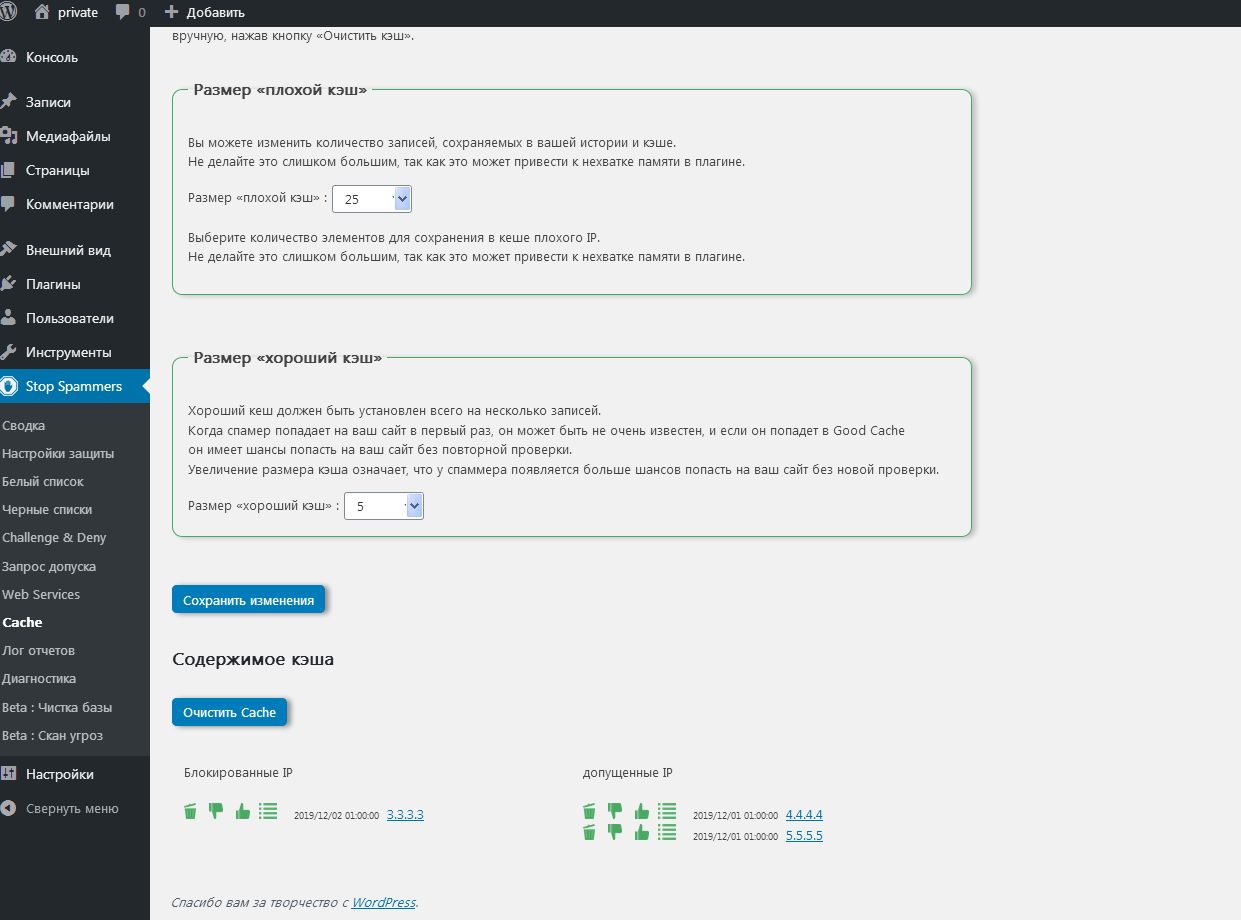 private 0 Добавить
Консоль
Записи
Медиафайлы
Страницы
Комментарии
Внешний вид
Плагины
Пользователи
Инструменты
Stop Spammers
Сводка
Настройки защиты
Белый список
Черные списки
Challenge & Deny
Запрос допуска
Web Services
Cache
Лог отчетов
Диагностика
Beta : Чистка базы
Beta : Скан угроз
Настройки
Свернуть меню
вручную, нажав кнопку «Очистить кэш».
Размер «плохой кэш»
Вы можете изменить количество записей, сохраняемых в вашей истории и кэше.
Не делайте это слишком большим, так как это может привести к нехватке памяти в плагине.
Размер «плохой кэш» : 25
Выберите количество элементов для сохранения в кеше плохого IP.
Не делайте это слишком большим, так как это может привести к нехватке памяти в плагине.
Размер «хороший кэш»
Хороший кеш должен быть установлен всего на несколько записей.
Когда спамер попадает на ваш сайт в первый раз, он может быть не очень известен, и если он попадет в Good Cache
он имеет шансы попасть на ваш сайт без повторной проверки.
Увеличение размера кэша означает, что у спаммера появляется больше шансов попасть на ваш сайт без новой проверки.
Размер «хороший кэш» : 5
Сохранить изменения
Содержимое кэша
Очистить Cache
Блокированные IP допущенные IP
2019/12/02 01:00:00 3.3.3.3 2019/12/01 01:00:00 4.4.4.4
2019/12/01 01:00:00 5.5.5.5
Спасибо вам за творчество с WordPress.